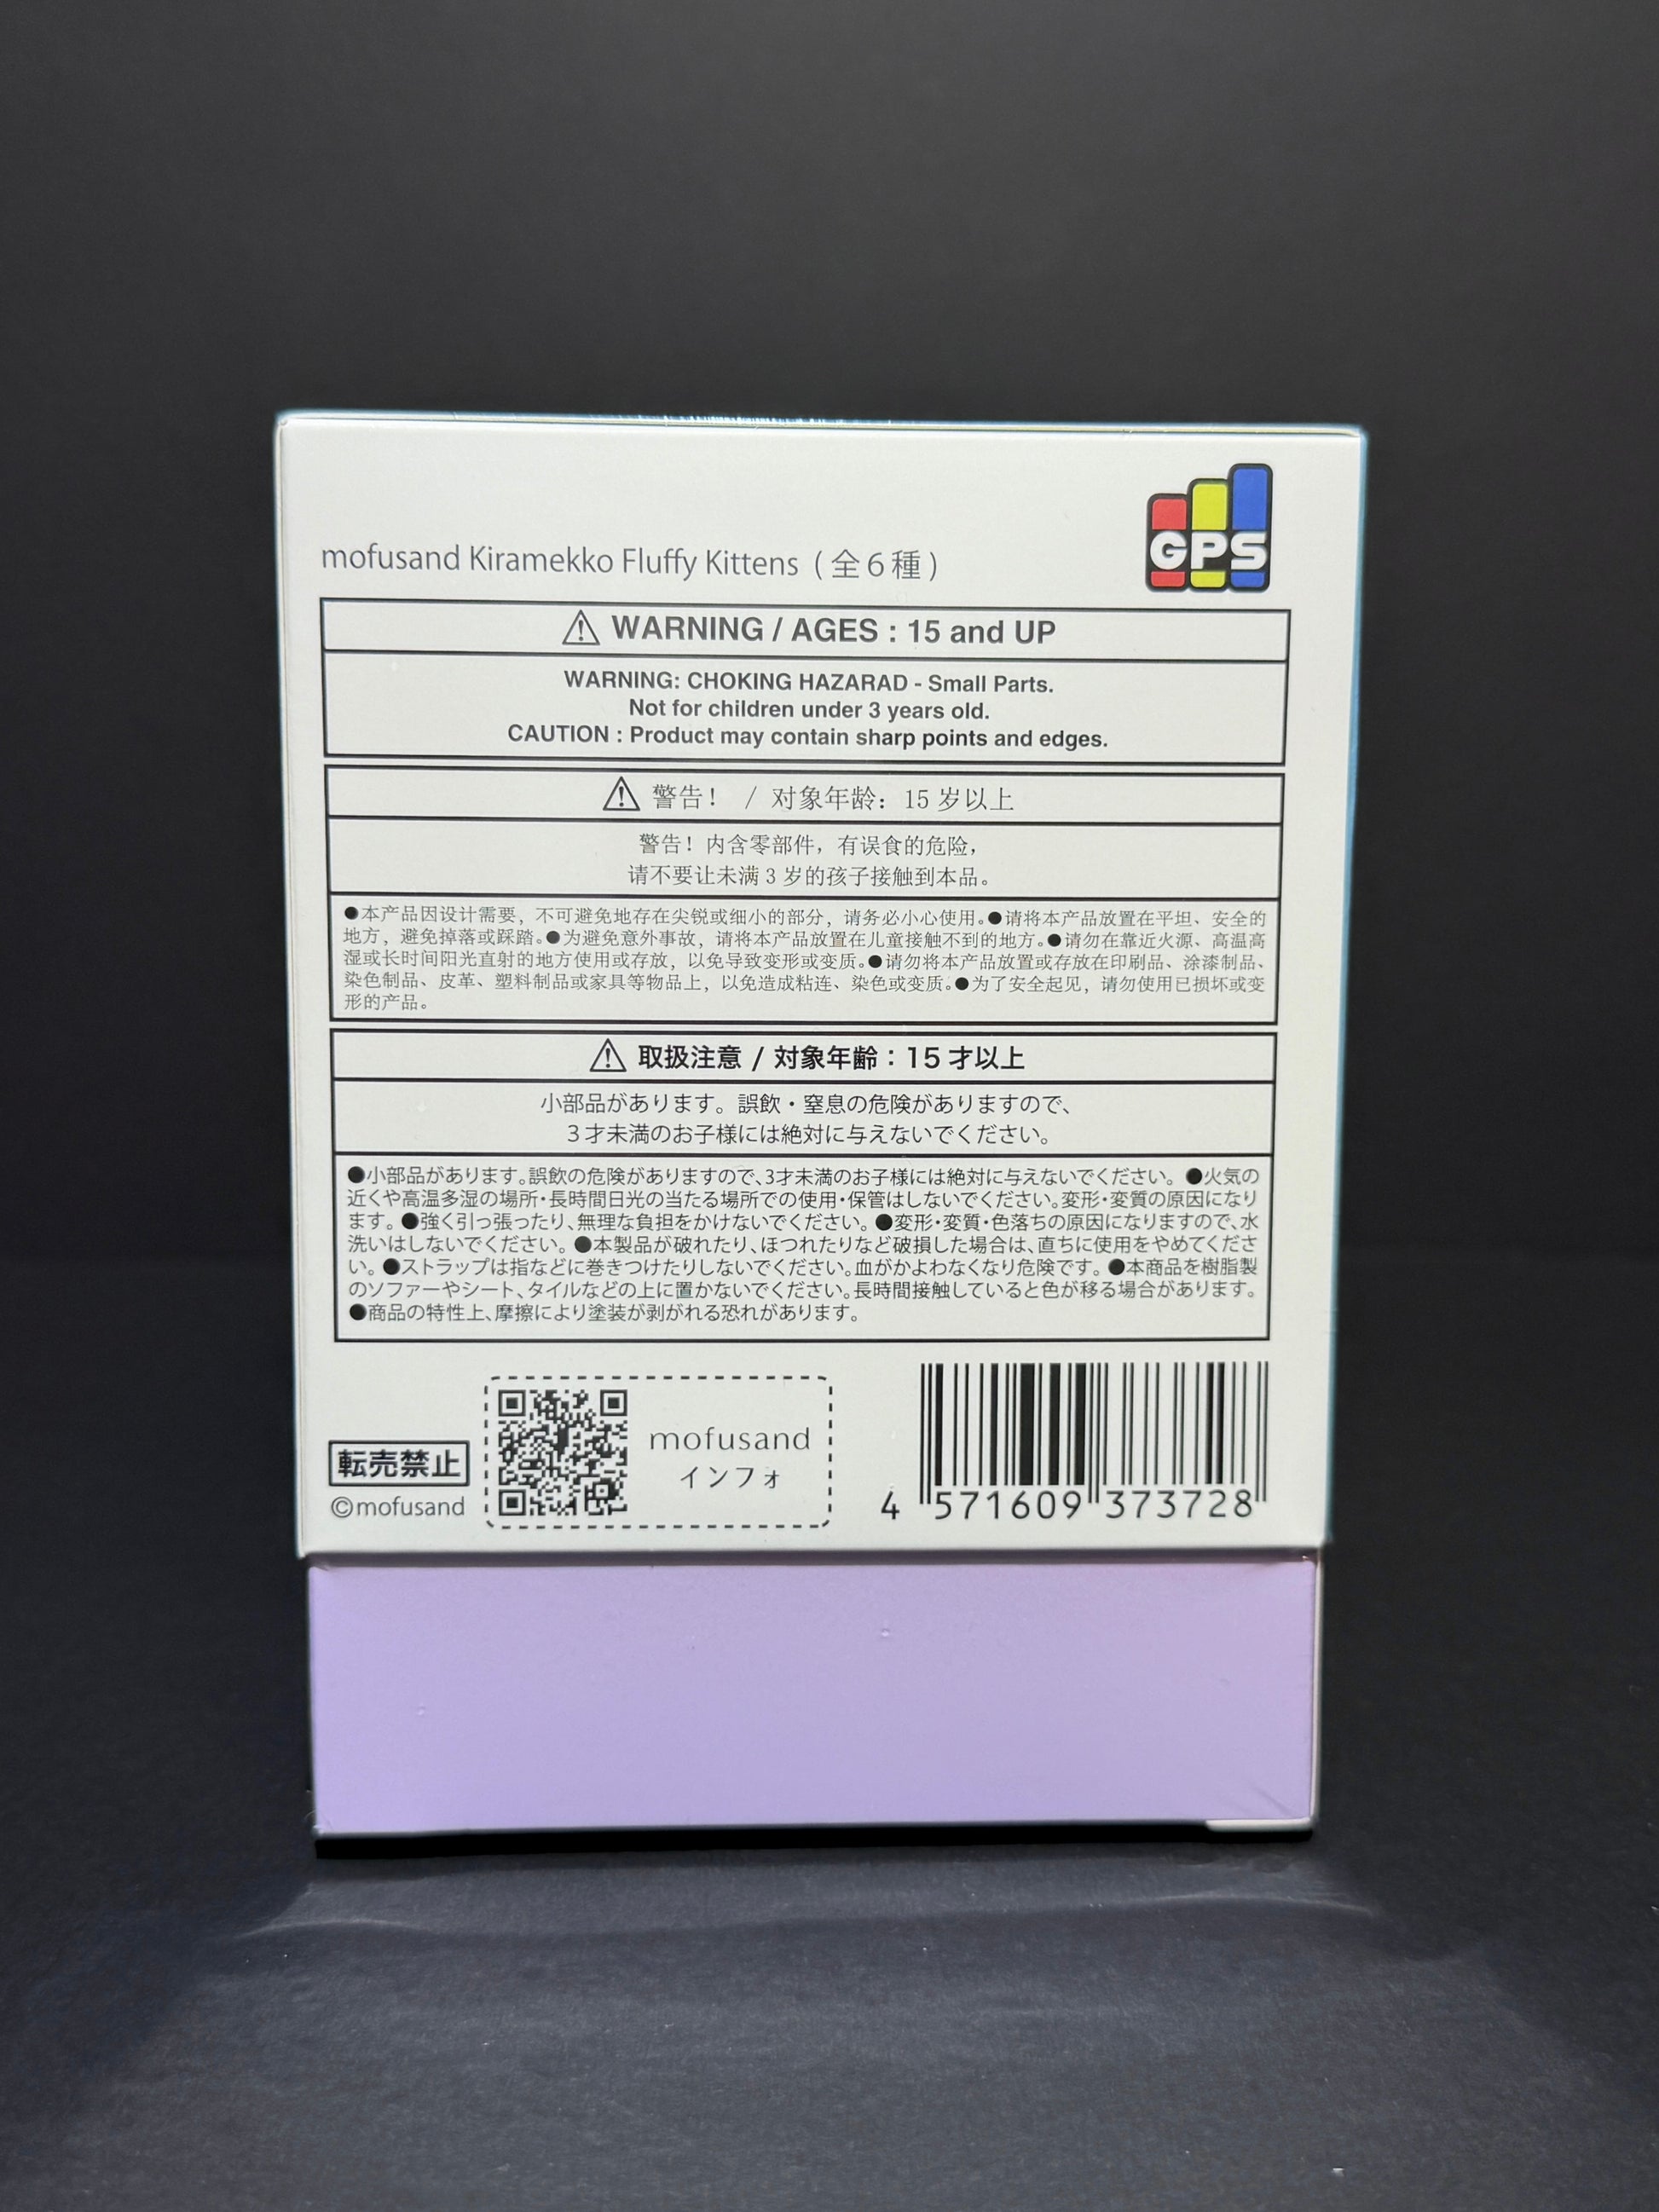 GPS
mofusand Kiramekko Fluffy Kittens (全6種)
WARNING / AGES : 15 and UP
WARNING: CHOKING HAZARAD - Small Parts.
Not for children under 3 years old.
CAUTION : Product may contain sharp points and edges.
警告! / 对象年龄: 15 岁以上
警告! 内含零部件，有误食的危险，
请不要让未满 3 岁的孩子接触到本品。
●本产品因设计需要，不可避免地存在尖锐或细小的部分，请务必小心使用。●请将本产品放置在平坦、安全的
地方，避免掉落或踩踏。●为避免意外事故，请将本产品放置在儿童接触不到的地方。●请勿在靠近火源、高温高
湿或长时间阳光直射的地方使用或存放，以免导致变形或变质。●请勿将本产品放置或存放在印刷品、涂漆制品、
染色制品、皮革、塑料制品或家具等物品上，以免造成粘连、染色或变质。●为了安全起见，请勿使用已损坏或变
形的产品。
取扱注意 / 対象年齢：15 才以上
小部品があります。誤飲・窒息の危険がありますので、
3才未満のお子様には絶対に与えないでください。
●小部品があります。誤飲の危険がありますので、3才未満のお子様には絶対に与えないでください。●火気の
近くや高温多湿の場所・長時間日光の当たる場所での使用・保管はしないでください。変形・変質の原因になり
ます。●強く引っ張ったり、無理な負担をかけないでください。●変形・変質・色落ちの原因になりますので、水
洗いはしないでください。●本製品が破れたり、ほつれたりなど破損した場合は、直ちに使用をやめてくださ
い。●ストラップは指などに巻きつけたりしないでください。血がかよわなくなり危険です。●本商品を樹脂製
のソファーやシート、タイルなどの上に置かないでください。長時間接触していると色が移る場合があります。
●商品の特性上、摩擦により塗装が剥がれる恐れがあります。
転売禁止
©mofusand
mofusand
インフォ
4 571609 373728